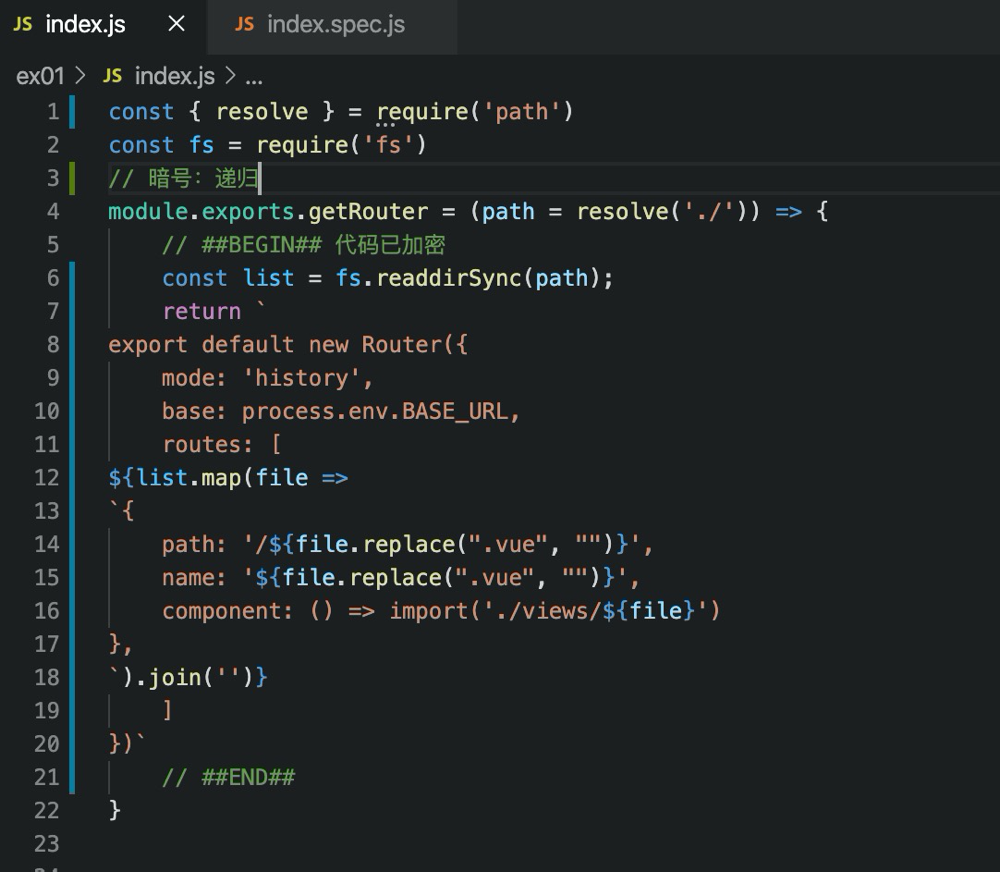 JS index.js × JS index.spec.js
ex01 > JS index.js > ...
1 const { resolve } = require('path')
2 const fs = require('fs')
3 // 暗号：递归
4 module.exports.getRouter = (path = resolve('./')) => {
5     // ##BEGIN## 代码已加密
6     const list = fs.readdirSync(path);
7     return `
8 export default new Router({
9     mode: 'history',
10     base: process.env.BASE_URL,
11     routes: [
12 ${list.map(file =>
13 `{
14     path: '/${file.replace(".vue", "")}',
15     name: '${file.replace(".vue", "")}',
16     component: () => import('./views/${file}')
17 },
18 `).join('')}
19     ]
20 })`
21     // ##END##
22 }
23